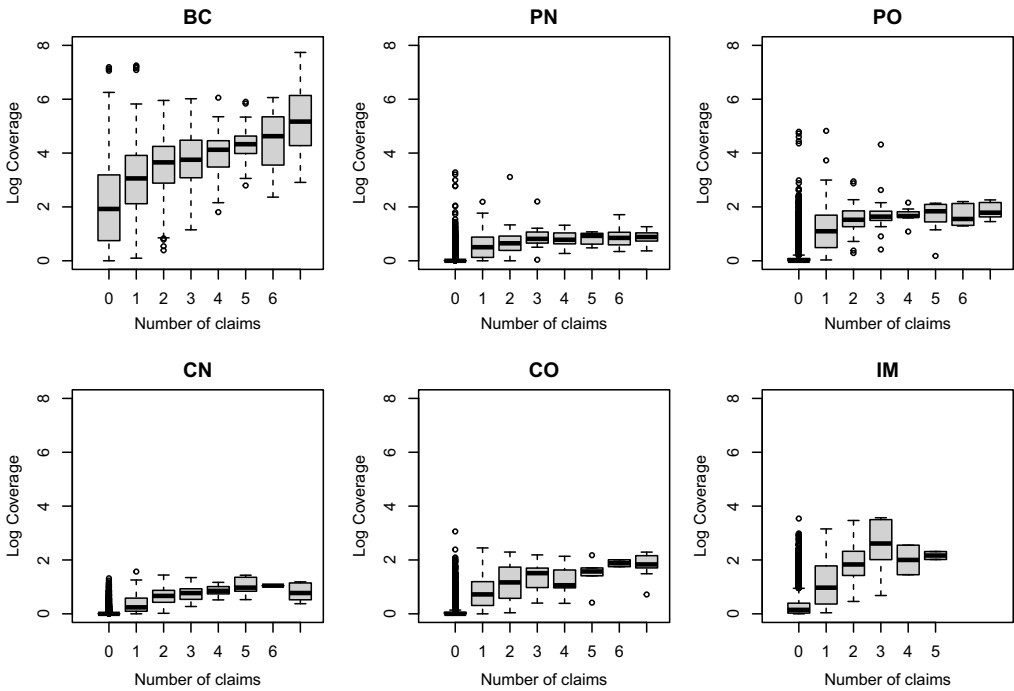 BC
PN
PO
Log Coverage
0 2 4 6 8
0 1 2 3 4 5 6
Number of claims
Log Coverage
0 2 4 6 8
0 1 2 3 4 5 6
Number of claims
Log Coverage
0 2 4 6 8
0 1 2 3 4 5 6
Number of claims
CN
CO
IM
Log Coverage
0 2 4 6 8
0 1 2 3 4 5 6
Number of claims
Log Coverage
0 2 4 6 8
0 1 2 3 4 5 6
Number of claims
Log Coverage
0 2 4 6 8
0 1 2 3 4 5
Number of claims